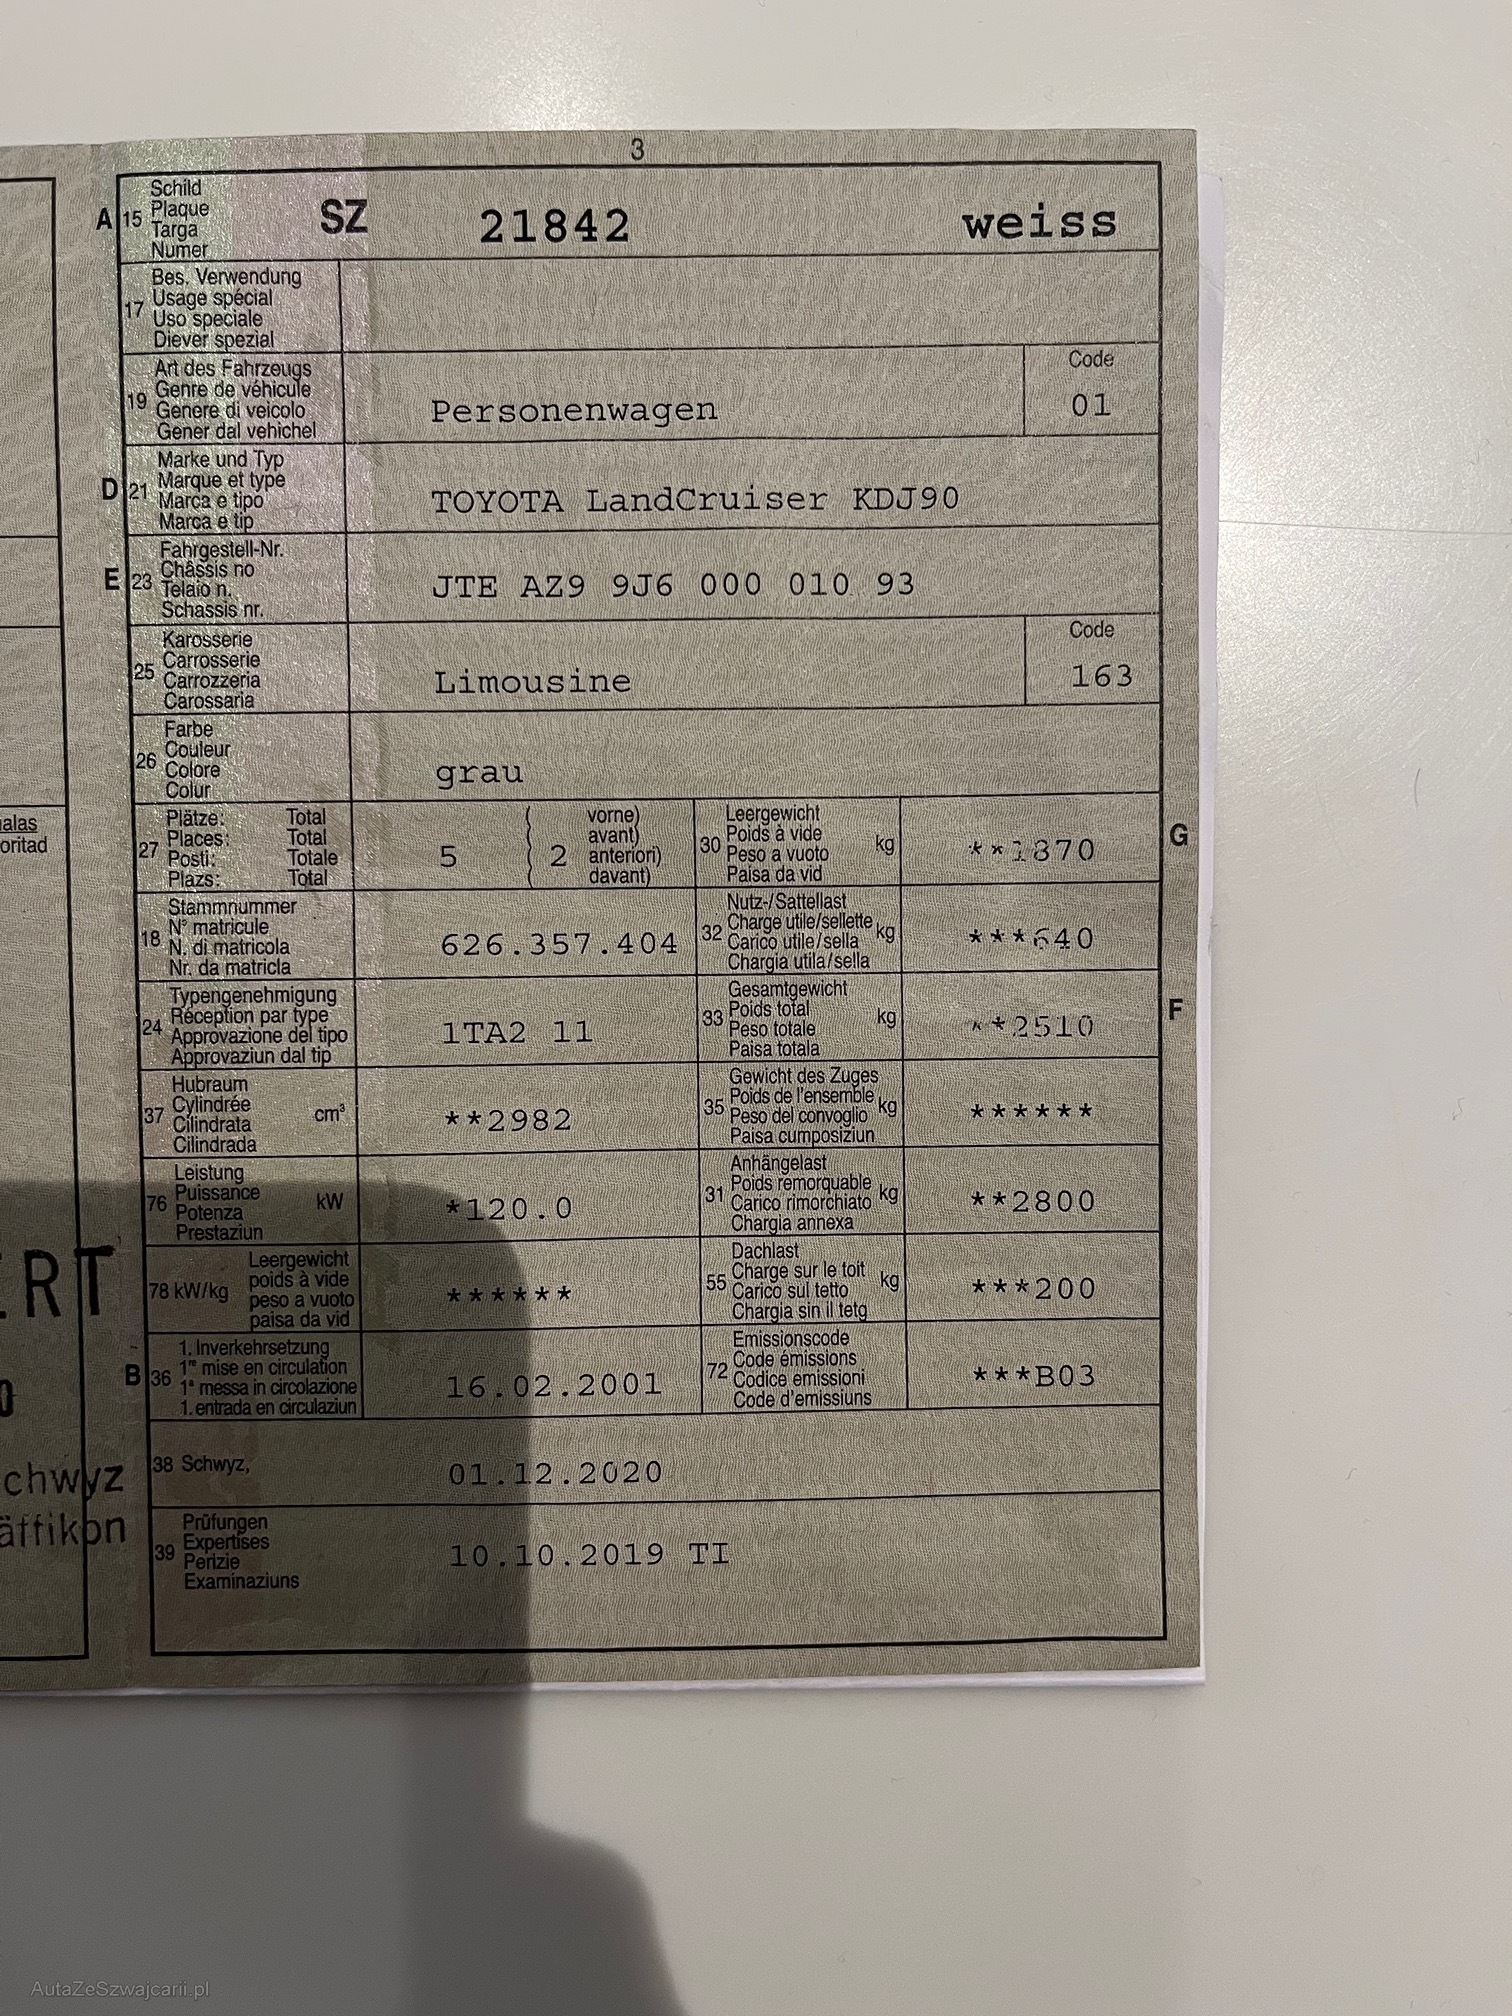 3
A 15 Schild
Plaque
Targa
Numer
SZ 21842 weiss
17 Bes. Verwendung
Usage spécial
Uso speciale
Diever spezial
19 Art des Fahrzeugs
Genre de véhicule
Genere di veicolo
Gener dal vehichel
Personenwagen
Code
01
D 21 Marke und Typ
Marque et type
Marca e tipo
Marca e tip
TOYOTA LandCruiser KDJ90
E 23 Fahrgestell-Nr.
Châssis no
Telaio n.
Schassis nr.
JTE AZ9 9J6 000 010 93
25 Karosserie
Carrosserie
Carrozzeria
Carossaria
Limousine
Code
163
26 Farbe
Couleur
Colore
Colur
grau
27 Plätze: Total
Places: Total
Posti: Totale
Plazs: Total
5 ( 2 vorne)
avant)
anteriori)
davant)
30 Leergewicht
Poids à vide
Peso a vuoto
Paisa da vid
kg
**1870
G
18 Stammnummer
N° matricule
N. di matricola
Nr. da matricla
626.357.404
32 Nutz-/Sattellast
Charge utile/sellette
Carico utile/sella
Chargia utila/sella
kg
***640
24 Typengenehmigung
Réception par type
Approvazione del tipo
Approvaziun dal tip
1TA2 11
33 Gesamtgewicht
Poids total
Peso totale
Paisa totala
kg
**2510
F
37 Hubraum
Cylindrée
Cilindrata
Cilindrada
cm³
**2982
35 Gewicht des Zuges
Poids de l'ensemble
Peso del convoglio
Paisa cumposiziun
kg
******
76 Leistung
Puissance
Potenza
Prestaziun
kW
*120.0
31 Anhängelast
Poids remorquable
Carico rimorchiato
Chargia annexa
kg
**2800
78 kW/kg Leergewicht
poids à vide
peso a vuoto
paisa da vid
******
55 Dachlast
Charge sur le toit
Carico sul tetto
Chargia sin il tetg
kg
***200
B 36 1. Inverkehrsetzung
1re mise en circulation
1a messa in circolazione
1. entrada en circulaziun
16.02.2001
72 Emissionscode
Code émissions
Codice emissioni
Code d'emissiuns
***B03
38 Schwyz,
01.12.2020
39 Prüfungen
Expertises
Perizie
Examinaziuns
10.10.2019 TI
alas
oritad
ERT
0
chwyz
äffikon
AutaZeSzwajcarii.pl